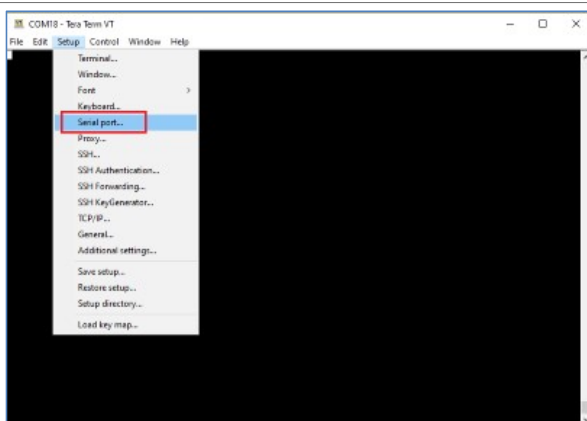 COM18 - Tera Term VT
File Edit Setup Control Window Help
Terminal...
Window...
Font >
Keyboard...
Serial port...
Proxy...
SSH...
SSH Authentication...
SSH Forwarding...
SSH KeyGenerator...
TCP/IP...
General...
Additional settings...
Save setup...
Restore setup...
Setup directory...
Load key map...